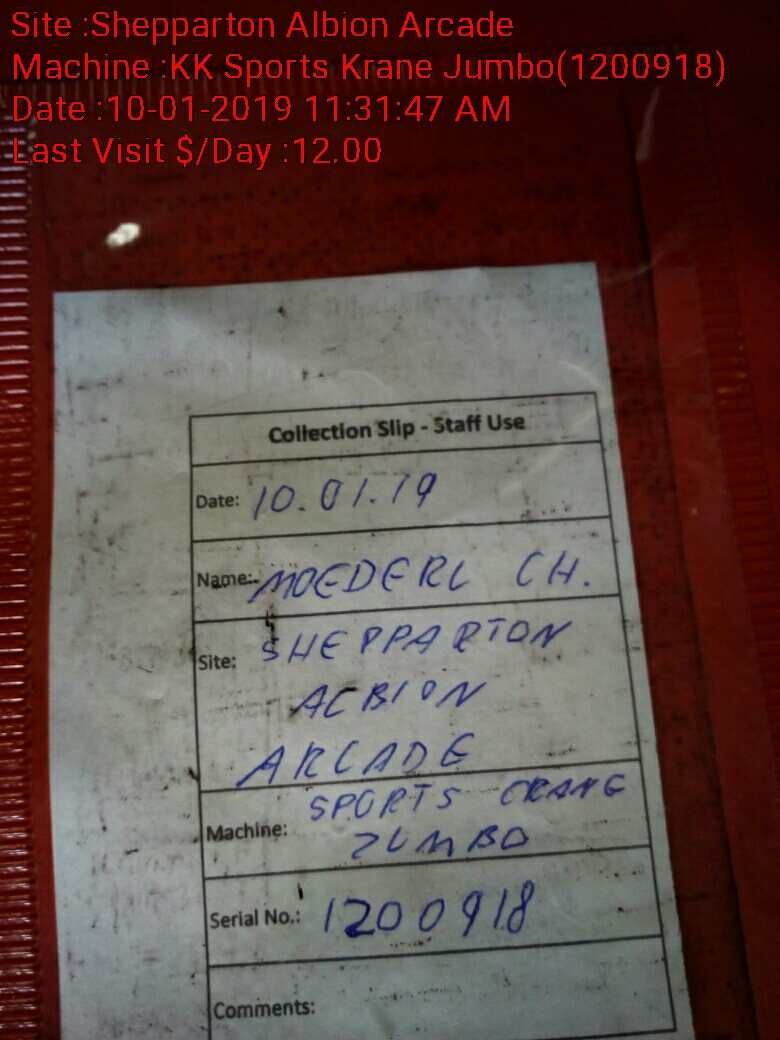 Site :Shepparton Albion Arcade
Machine :KK Sports Krane Jumbo(1200918)
Date :10-01-2019 11:31:47 AM
Last Visit $/Day :12.00
Collection Slip - Staff Use
Date: 10.01.19
Name: MOEDERL CH.
Site: SHEPPARTON
ALBION
ARCADE
Machine: SPORTS CRANE
JUMBO
Serial No.: 1200918
Comments: